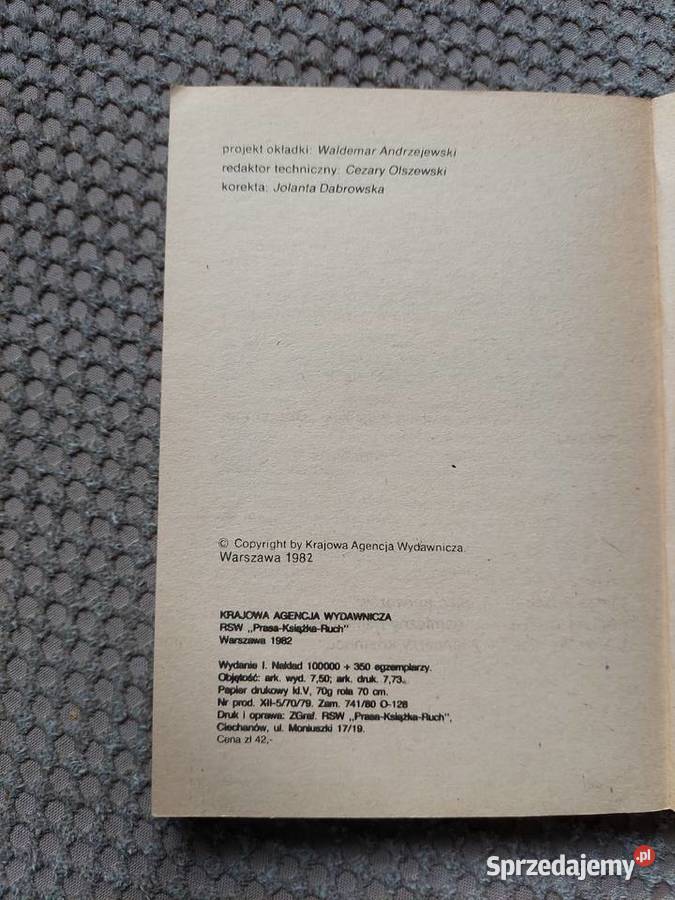 projekt okładki: Waldemar Andrzejewski
redaktor techniczny: Cezary Olszewski
korekta: Jolanta Dabrowska
© Copyright by Krajowa Agencja Wydawnicza.
Warszawa 1982
KRAJOWA AGENCJA WYDAWNICZA
RSW „Prasa-Książka-Ruch"
Warszawa 1982
Wydanie I. Nakład 100000 + 350 egzemplarzy.
Objętość: ark. wyd. 7,50; ark. druk. 7,73.
Papier drukowy kl.V, 70g rola 70 cm.
Nr prod. XII-5/70/79. Zam. 741/80 O-128
Druk i oprawa: ZGraf. RSW „Prasa-Książka-Ruch",
Ciechanów, ul. Moniuszki 17/19.
Cena zł 42,-
Sprzedajemy.pl